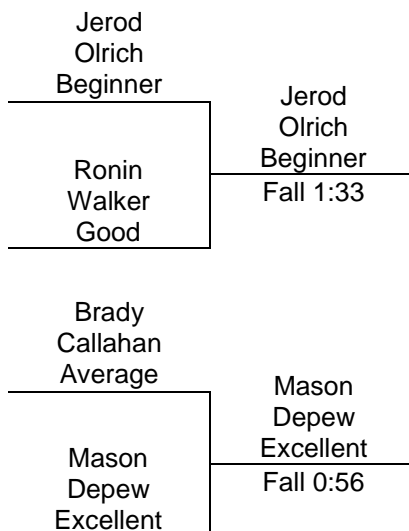 Jerod
Olrich
Beginner
Ronin
Walker
Good
Jerod
Olrich
Beginner
Fall 1:33
Brady
Callahan
Average
Mason
Depew
Excellent
Mason
Depew
Excellent
Fall 0:56